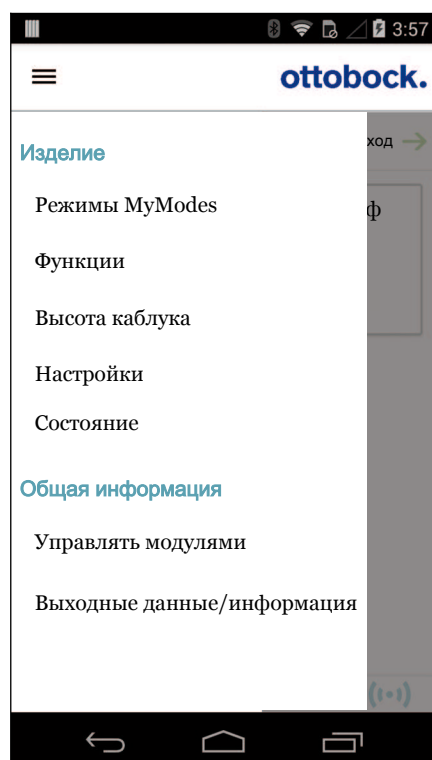 3:57
ottobock.
ход
Изделие
ф
Режимы MyModes
Функции
Высота каблука
Настройки
Состояние
Общая информация
Управлять модулями
Выходные данные/информация